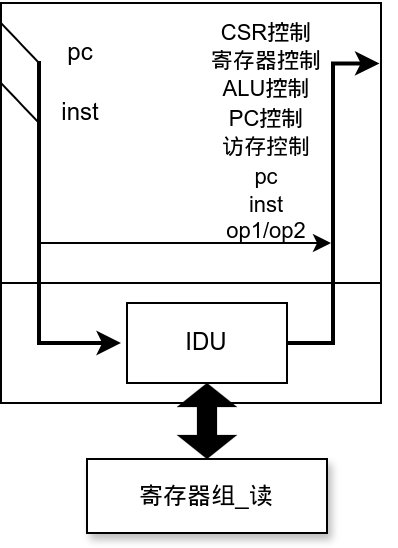 pc
inst
CSR控制
寄存器控制
ALU控制
PC控制
访存控制
pc
inst
op1/op2
IDU
寄存器组_读